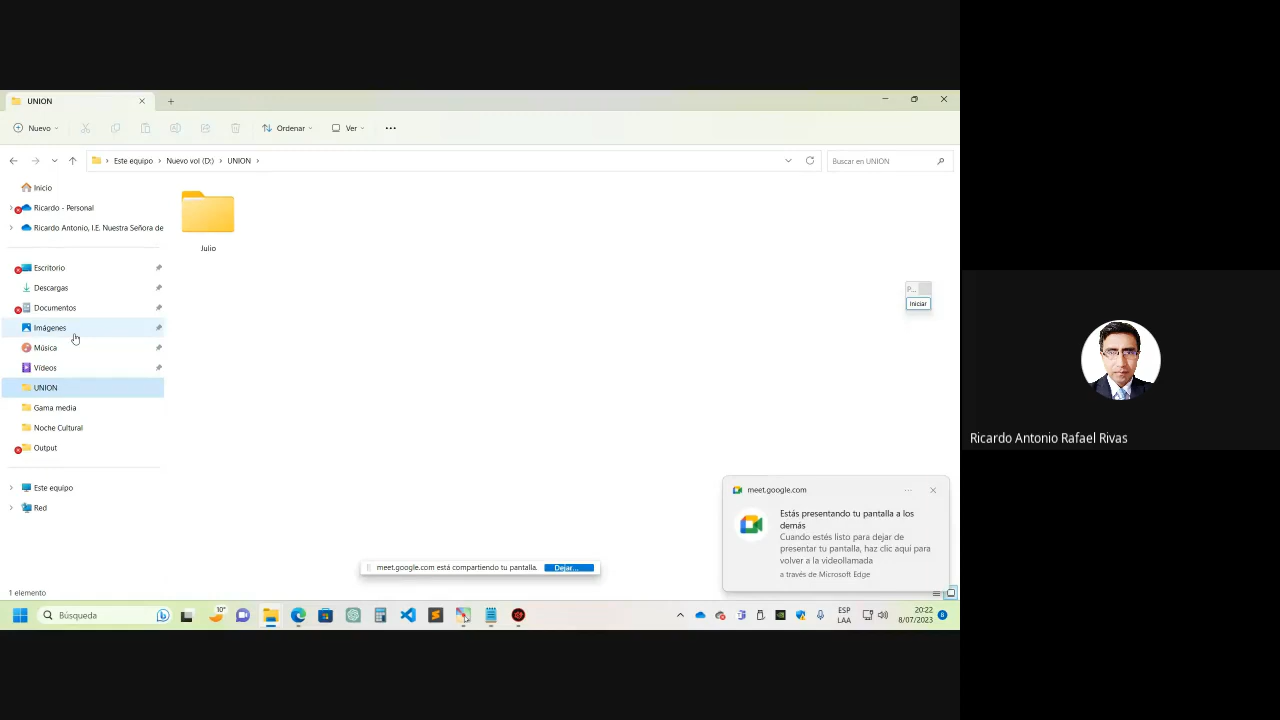 UNION
Nuevo
Ordenar
Ver
Este equipo
Nuevo vol (D:)
UNION
Buscar en UNION
Inicio
Ricardo - Personal
Ricardo Antonio, I.E. Nuestra Señora de
Escritorio
Descargas
Documentos
Imágenes
Música
Vídeos
UNION
Gama media
Noche Cultural
Output
Este equipo
Red
Julio
P...
Iniciar
Ricardo Antonio Rafael Rivas
meet.google.com
Estás presentando tu pantalla a los
demás
Cuando estés listo para dejar de
presentar tu pantalla, haz clic aquí para
volver a la videollamada
a través de Microsoft Edge
meet.google.com está compartiendo tu pantalla.
Dejar...
1 elemento
Búsqueda
10°
ESP
LAA
20:22
8/07/2023
8